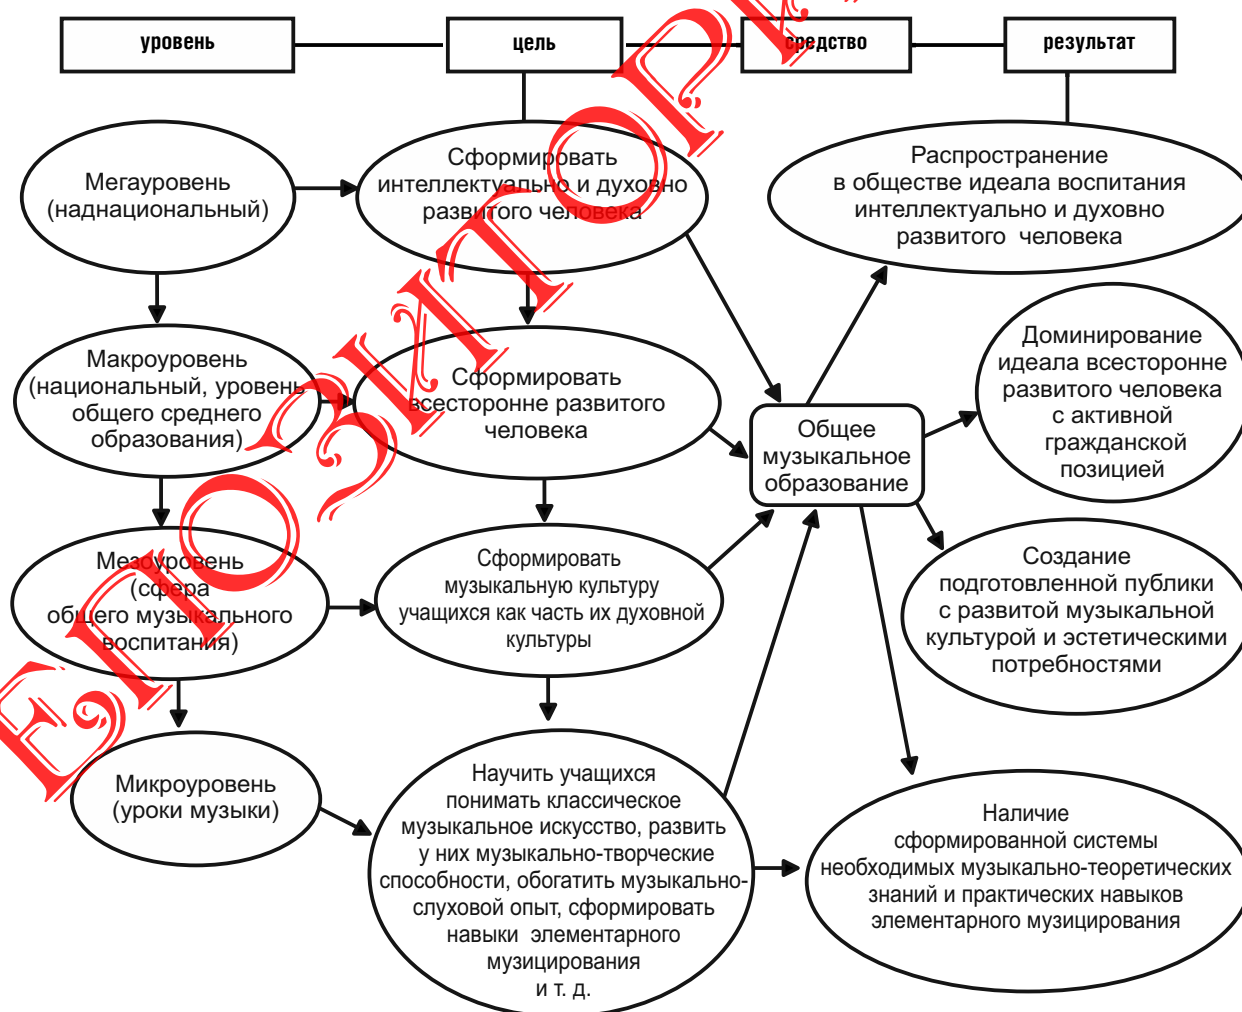 уровень
цель
средство
результат
Мегауровень
(наднациональный)
Сформировать
интеллектуально и духовно
развитого человека
Распространение
в обществе идеала воспитания
интеллектуально и духовно
развитого человека
Макроуровень
(национальный, уровень
общего среднего
образования)
Сформировать
всесторонне развитого
человека
Общее
музыкальное
образование
Доминирование
идеала всесторонне
развитого человека
с активной
гражданской
позицией
Мезоуровень
(сфера
общего музыкального
воспитания)
Сформировать
музыкальную культуру
учащихся как часть их духовной
культуры
Создание
подготовленной публики
с развитой музыкальной
культурой и эстетическими
потребностями
Микроуровень
(уроки музыки)
Научить учащихся
понимать классическое
музыкальное искусство, развить
у них музыкально-творческие
способности, обогатить музыкально-
слуховой опыт, сформировать
навыки элементарного
музицирования
и т. д.
Наличие
сформированной системы
необходимых музыкально-теоретических
знаний и практических навыков
элементарного музицирования